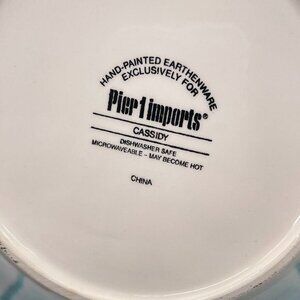 HAND-PAINTED EARTHENWARE
EXCLUSIVELY FOR
Pier 1 imports®
CASSIDY
DISHWASHER SAFE
MICROWAVEABLE – MAY BECOME HOT
CHINA